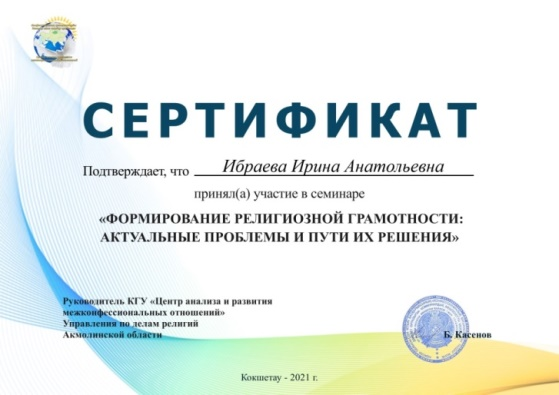 СЕРТИФИКАТ
Подтверждает, что Ибраева Ирина Анатольевна
принял(а) участие в семинаре
«ФОРМИРОВАНИЕ РЕЛИГИОЗНОЙ ГРАМОТНОСТИ:
АКТУАЛЬНЫЕ ПРОБЛЕМЫ И ПУТИ ИХ РЕШЕНИЯ»
Руководитель КГУ «Центр анализа и развития
межконфессиональных отношений»
Управления по делам религий
Акмолинской области
Б. Касенов
Кокшетау - 2021 г.